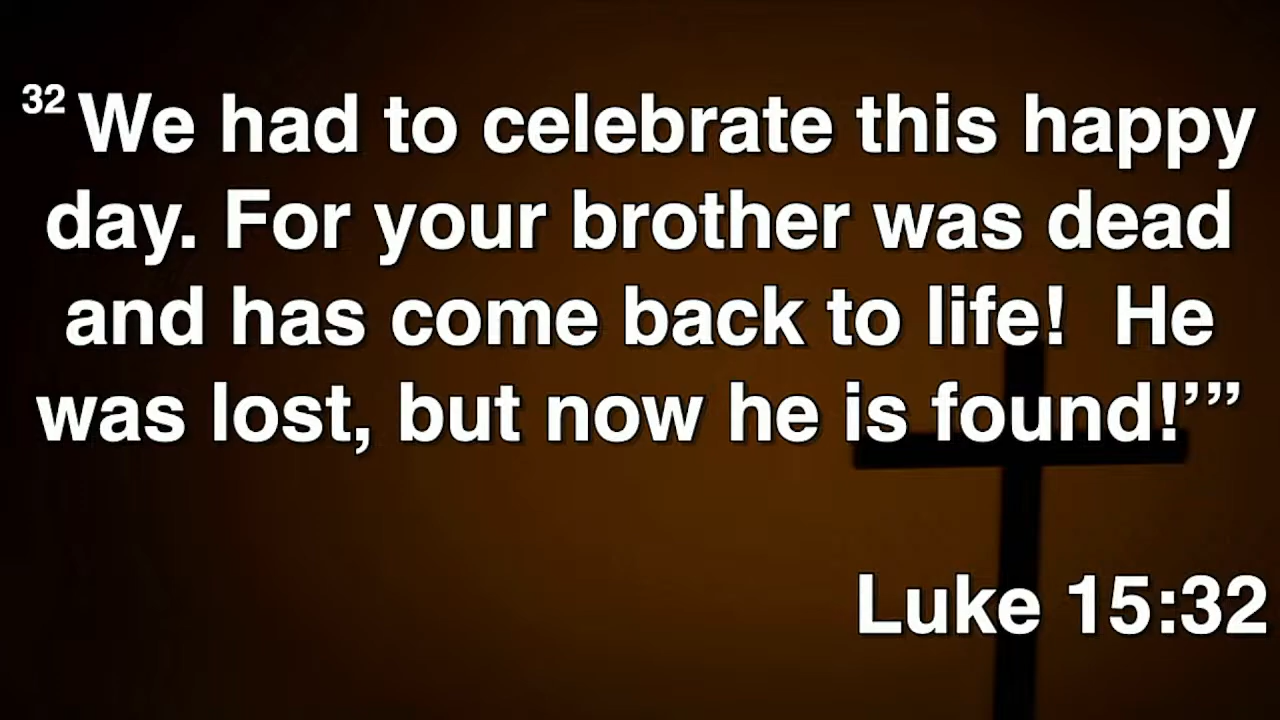 32 We had to celebrate this happy
day. For your brother was dead
and has come back to life!  He
was lost, but now he is found!’”
Luke 15:32